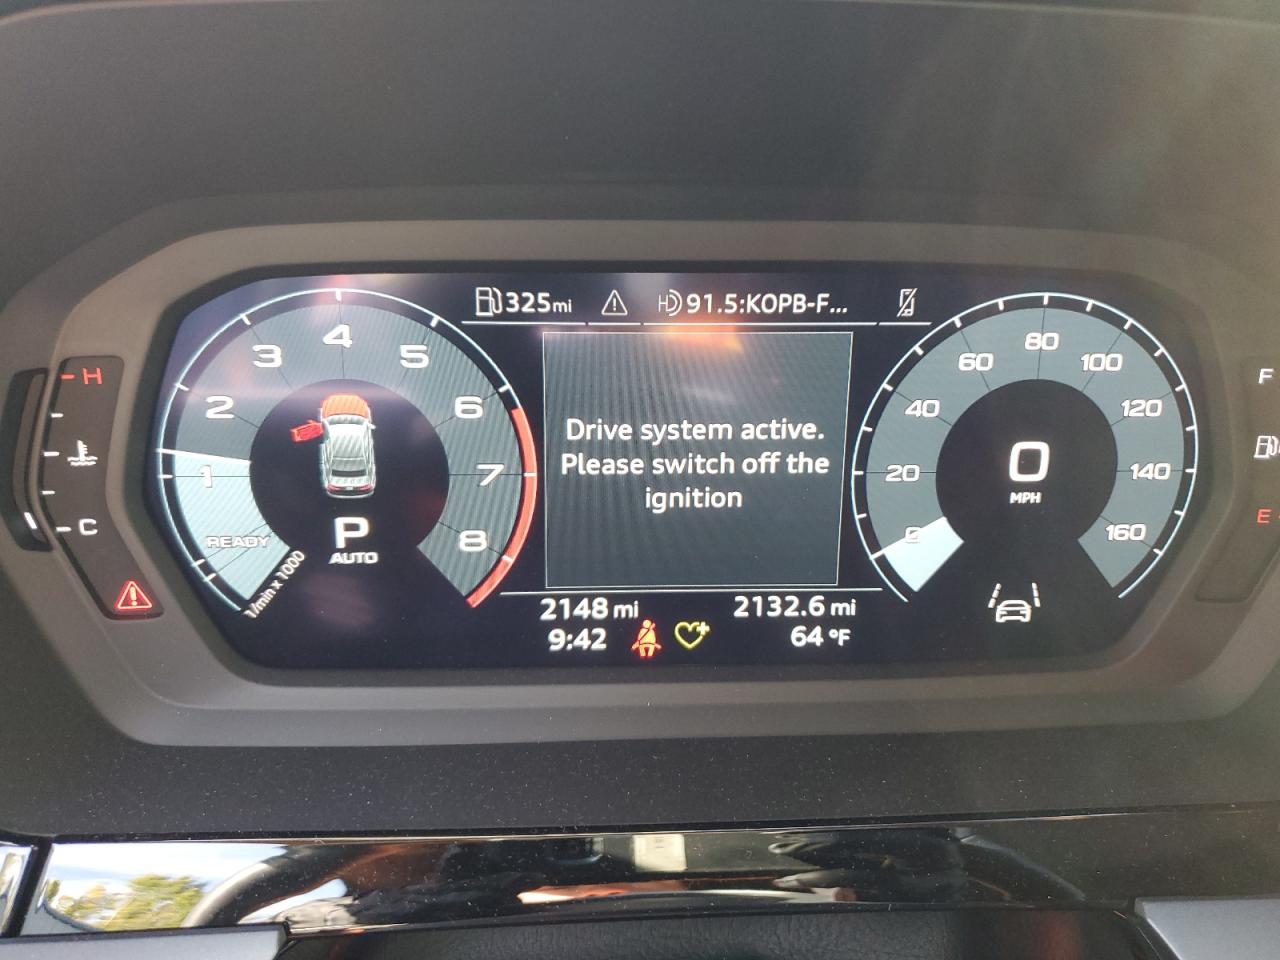 325mi
HD 91.5:KOPB-F...
H
C
1
2
3
4
5
6
7
8
READY
1/min x 1000
P
AUTO
Drive system active.
Please switch off the
ignition
2148 mi
2132.6 mi
9:42
64 °F
0
20
40
60
80
100
120
140
160
0
MPH
F
E